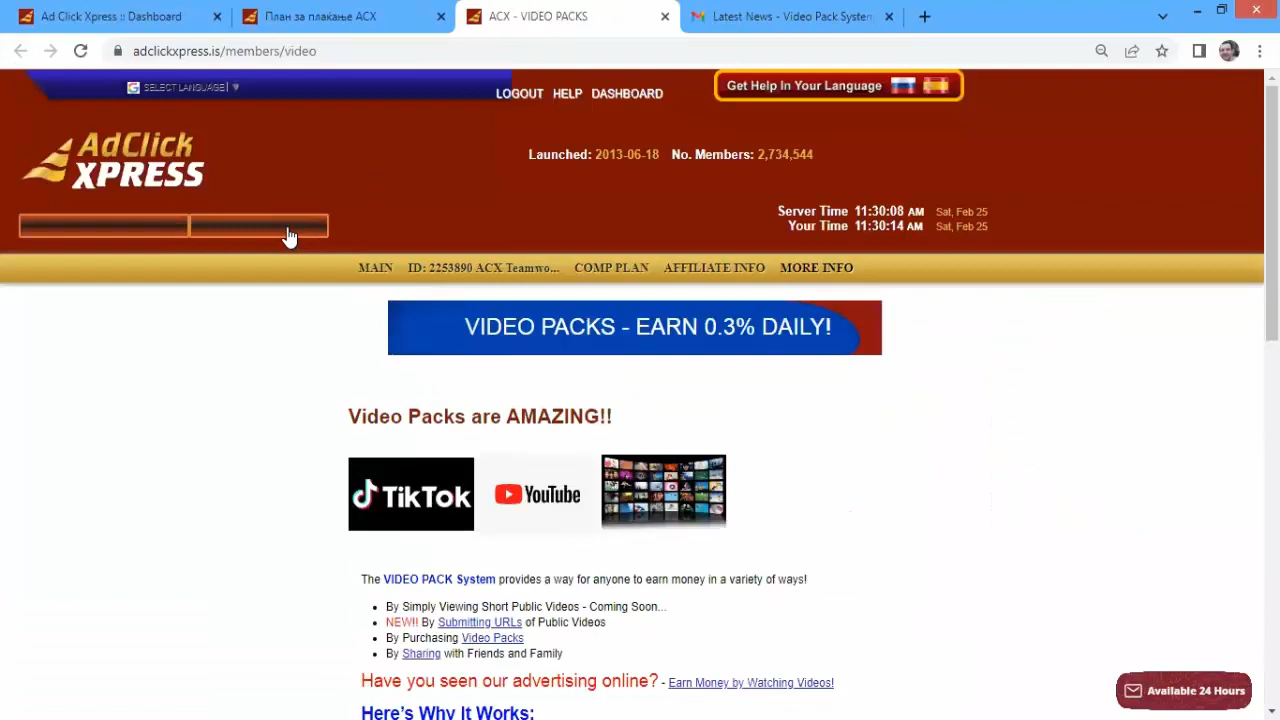 Ad Click Xpress :: Dashboard
План за плаќање ACX
ACX - VIDEO PACKS
Latest News - Video Pack System
adclickxpress.is/members/video
SELECT LANGUAGE ▼
LOGOUT HELP DASHBOARD
Get Help In Your Language
AdClick
XPRESS
Launched: 2013-06-18 No. Members: 2,734,544
Server Time 11:30:08 AM Sat, Feb 25
Your Time 11:30:14 AM Sat, Feb 25
MAIN ID: 2253890 ACX Teamwo... COMP PLAN AFFILIATE INFO MORE INFO
VIDEO PACKS - EARN 0.3% DAILY!
Video Packs are AMAZING!!
TikTok
YouTube
The VIDEO PACK System provides a way for anyone to earn money in a variety of ways!
By Simply Viewing Short Public Videos - Coming Soon...
NEW!! By Submitting URLs of Public Videos
By Purchasing Video Packs
By Sharing with Friends and Family
Have you seen our advertising online? - Earn Money by Watching Videos!
Here's Why It Works:
Available 24 Hours